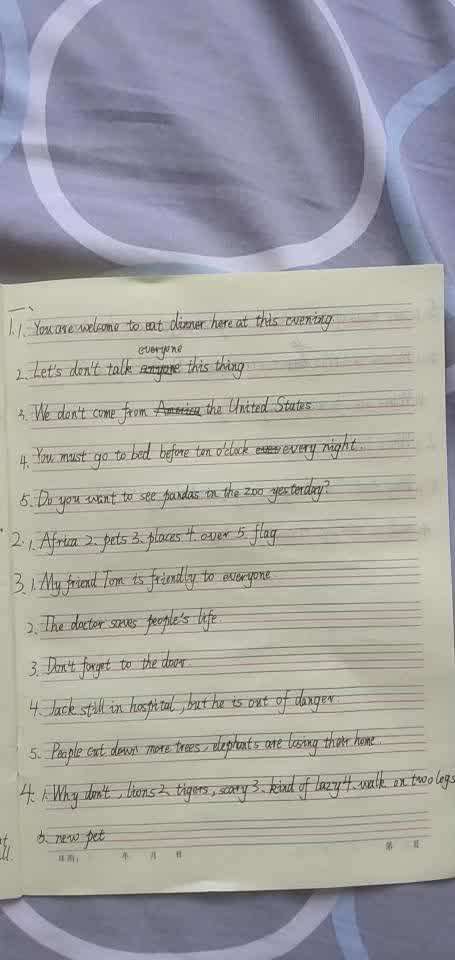 一、
1.1. You are welcome to eat dinner here at this evening.
everyone
2. Let's don't talk anyone this thing
3. We don't come from America the United States
4. You must go to bed before ten o'clock every night.
5. Do you want to see pandas in the zoo yesterday?
2.1. Africa 2. pets 3. places 4. over 5. flag
3.1. My friend Tom is friendly to everyone.
2. The doctor saves people's life.
3. Don't forget to the door.
4. Jack still in hospital, but he is out of danger.
5. People cut down more trees, elephants are losing their home.
4.1. Why don't, lions 2. tigers, scary 3. kind of lazy 4. walk on two legs
5. new pet
日期: 年 月 日 第 页